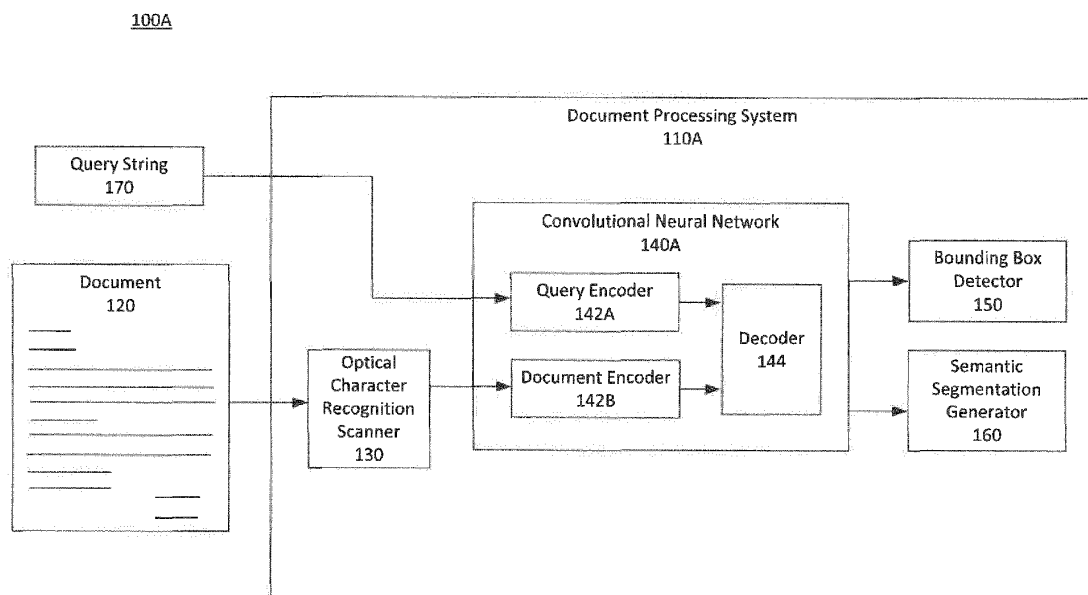 100A
Document Processing System
110A
Query String
170
Convolutional Neural Network
140A
Document
120
Query Encoder
142A
Decoder
144
Bounding Box
Detector
150
Optical
Character
Recognition
Scanner
130
Document Encoder
142B
Semantic
Segmentation
Generator
160